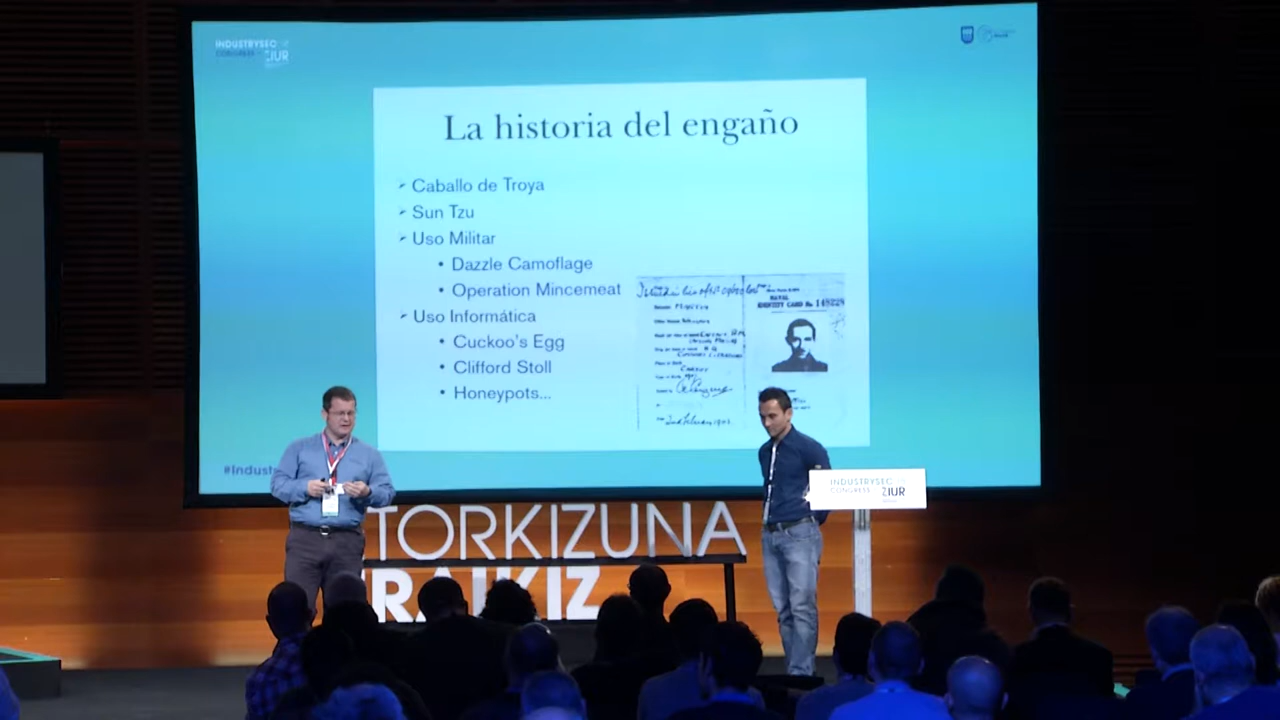 INDUSTRYSEC
CONGRESS
ZIUR
La historia del engaño
Caballo de Troya
Sun Tzu
Uso Militar
Dazzle Camoflage
Operation Mincemeat
Uso Informática
Cuckoo's Egg
Clifford Stoll
Honeypots...
NAVAL
IDENTITY CARD No. 148228
#Indust
INDUSTRYSEC
CONGRESS
ZIUR
TORKIZUNA
RAIKIZ